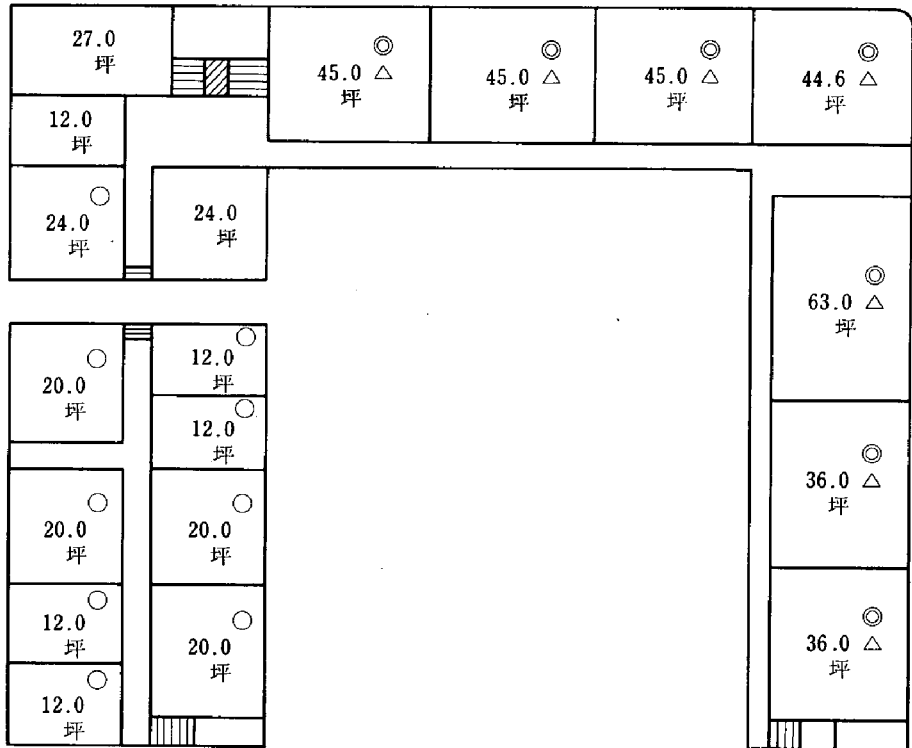 27.0
坪
45.0 ◎△
坪
45.0 ◎△
坪
45.0 ◎△
坪
44.6 ◎△
坪
12.0
坪
24.0 ○
坪
24.0
坪
63.0 ◎△
坪
20.0 ○
坪
12.0 ○
坪
12.0 ○
坪
36.0 ◎△
坪
20.0 ○
坪
20.0 ○
坪
12.0 ○
坪
20.0 ○
坪
36.0 ◎△
坪
12.0 ○
坪